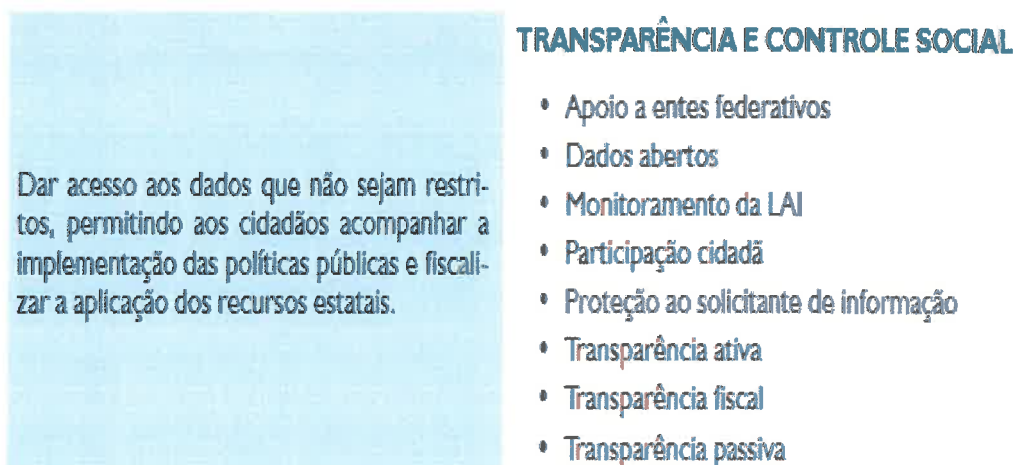 Dar acesso aos dados que não sejam restri-
tos, permitindo aos cidadãos acompanhar a
implementação das políticas públicas e fiscali-
zar a aplicação dos recursos estatais.
TRANSPARÊNCIA E CONTROLE SOCIAL
• Apoio a entes federativos
• Dados abertos
• Monitoramento da LAI
• Participação cidadã
• Proteção ao solicitante de informação
• Transparência ativa
• Transparência fiscal
• Transparência passiva